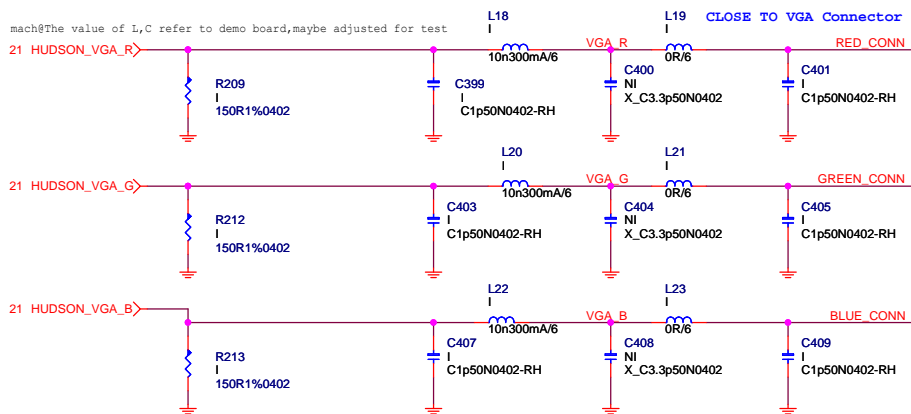 L18
L19
CLOSE TO VGA Connector
mach@The value of L,C refer to demo board,maybe adjusted for test
I
I
21 HUDSON_VGA_R
VGA_R
RED_CONN
10n300mA/6
0R/6
R209
I
150R1%0402
C399
I
C1p50N0402-RH
C400
NI
X_C3.3p50N0402
C401
I
C1p50N0402-RH
L20
I
L21
I
21 HUDSON_VGA_G
VGA_G
GREEN_CONN
10n300mA/6
0R/6
R212
I
150R1%0402
C403
I
C1p50N0402-RH
C404
NI
X_C3.3p50N0402
C405
I
C1p50N0402-RH
L22
I
L23
I
21 HUDSON_VGA_B
VGA_B
BLUE_CONN
10n300mA/6
0R/6
R213
I
150R1%0402
C407
I
C1p50N0402-RH
C408
NI
X_C3.3p50N0402
C409
I
C1p50N0402-RH